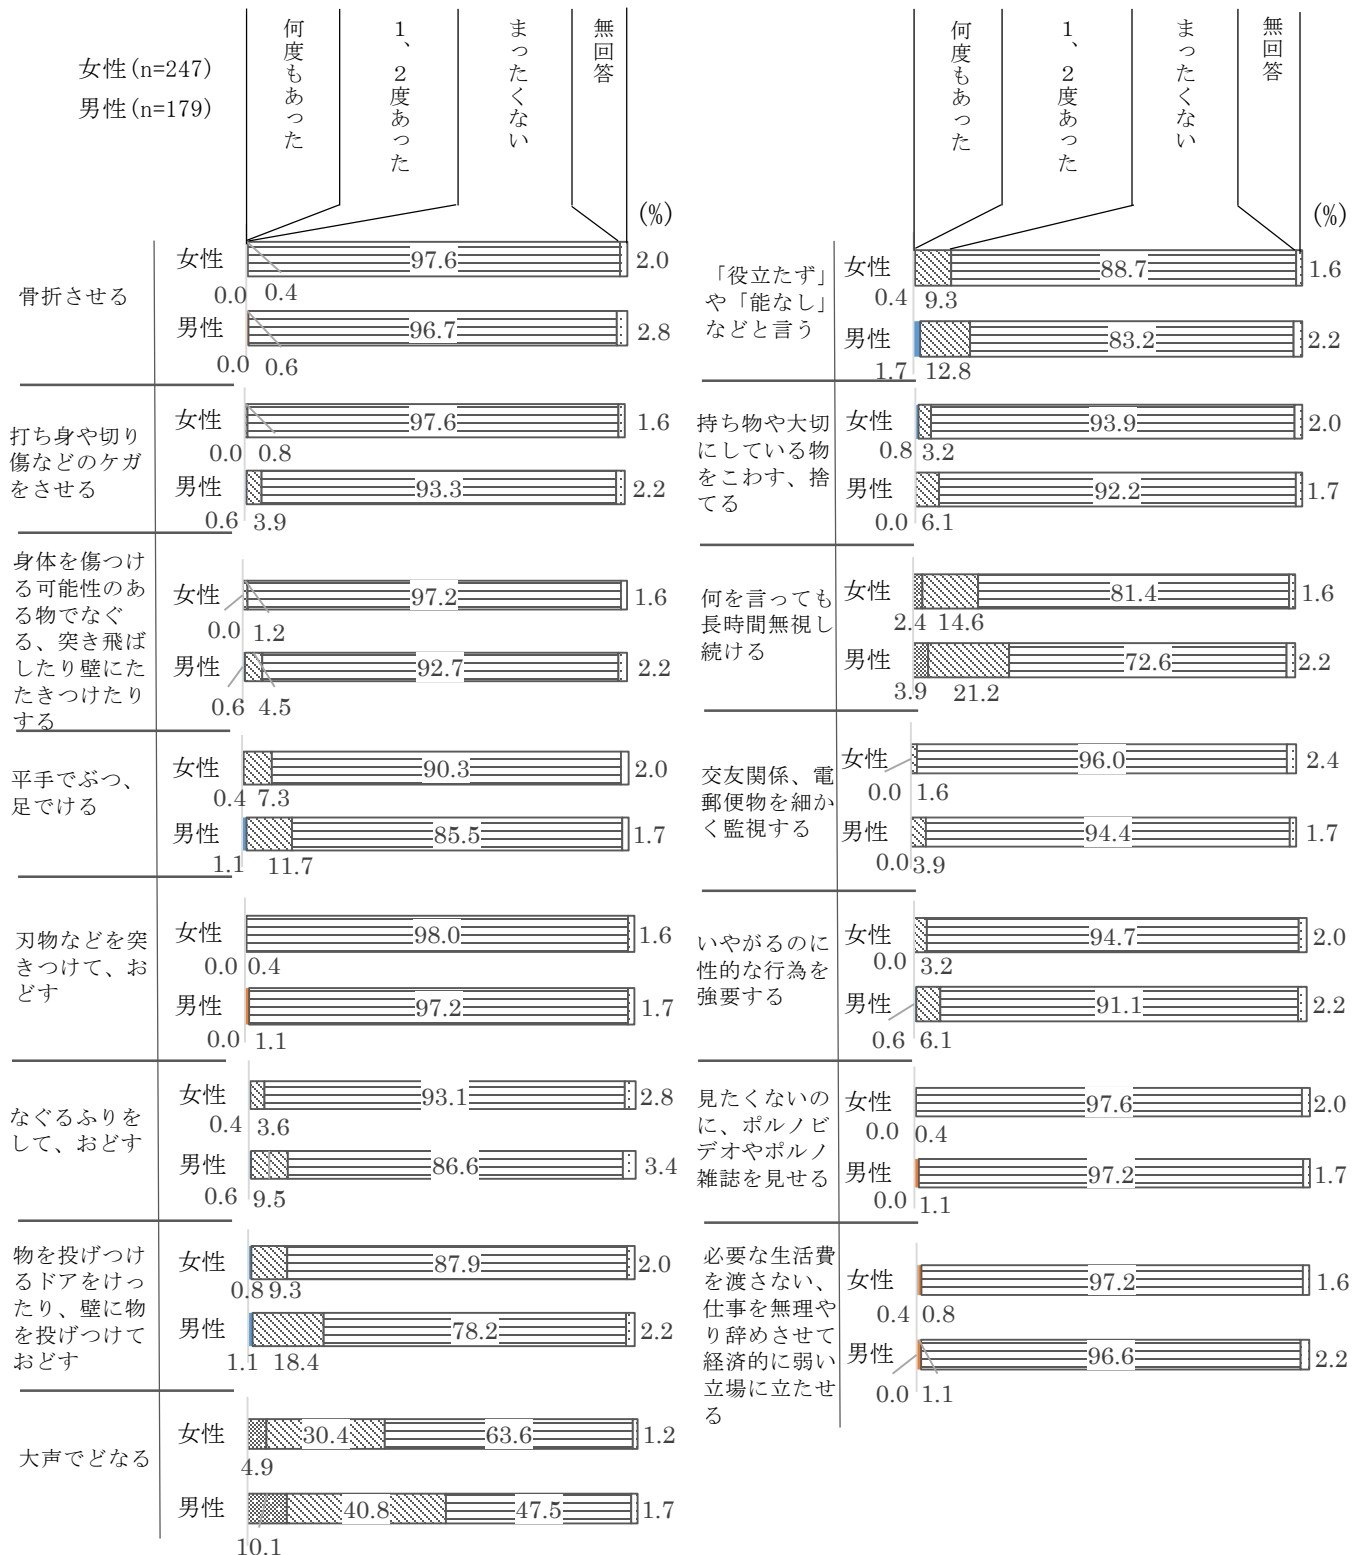 女性(n=247)
男性(n=179)
何度もあった
1、2度あった
まったくない
無回答
(%)
骨折させる
女性
97.6
2.0
0.0
0.4
男性
96.7
2.8
0.0
0.6
打ち身や切り
傷などのケガ
をさせる
女性
97.6
1.6
0.0
0.8
男性
93.3
2.2
0.6
3.9
身体を傷つけ
る可能性のあ
る物でなぐ
る、突き飛ば
したり壁にた
たきつけたり
する
女性
97.2
1.6
0.0
1.2
男性
92.7
2.2
0.6
4.5
平手でぶつ、
足でける
女性
90.3
2.0
0.4
7.3
男性
85.5
1.7
1.1
11.7
刃物などを突
きつけて、お
どす
女性
98.0
1.6
0.0
0.4
男性
97.2
1.7
0.0
1.1
なぐるふりを
して、おどす
女性
93.1
2.8
0.4
3.6
男性
86.6
3.4
0.6
9.5
物を投げつけ
るドアをけっ
たり、壁に物
を投げつけて
おどす
女性
87.9
2.0
0.8
9.3
男性
78.2
2.2
1.1
18.4
大声でどなる
女性
30.4
63.6
1.2
4.9
男性
40.8
47.5
1.7
10.1
何度もあった
1、2度あった
まったくない
無回答
(%)
「役立たず」
や「能なし」
などと言う
女性
88.7
1.6
0.4
9.3
男性
83.2
2.2
1.7
12.8
持ち物や大切
にしている物
をこわす、捨
てる
女性
93.9
2.0
0.8
3.2
男性
92.2
1.7
0.0
6.1
何を言っても
長時間無視し
続ける
女性
81.4
1.6
2.4
14.6
男性
72.6
2.2
3.9
21.2
交友関係、電
郵便物を細か
く監視する
女性
96.0
2.4
0.0
1.6
男性
94.4
1.7
0.0
3.9
いやがるのに
性的な行為を
強要する
女性
94.7
2.0
0.0
3.2
男性
91.1
2.2
0.6
6.1
見たくないの
に、ポルノビ
デオやポルノ
雑誌を見せる
女性
97.6
2.0
0.0
0.4
男性
97.2
1.7
0.0
1.1
必要な生活費
を渡さない、
仕事を無理や
り辞めさせて
経済的に弱い
立場に立たせ
る
女性
97.2
1.6
0.4
0.8
男性
96.6
2.2
0.0
1.1